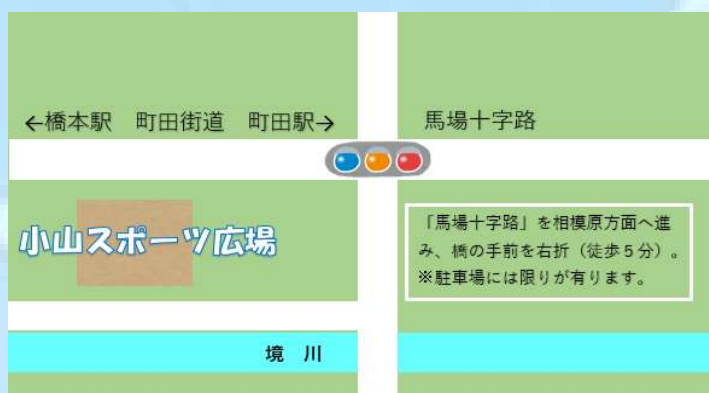 ←橋本駅　町田街道　町田駅→
馬場十字路
小山スポーツ広場
「馬場十字路」を相模原方面へ進
み、橋の手前を右折（徒歩５分）。
※駐車場には限りが有ります。
境　川